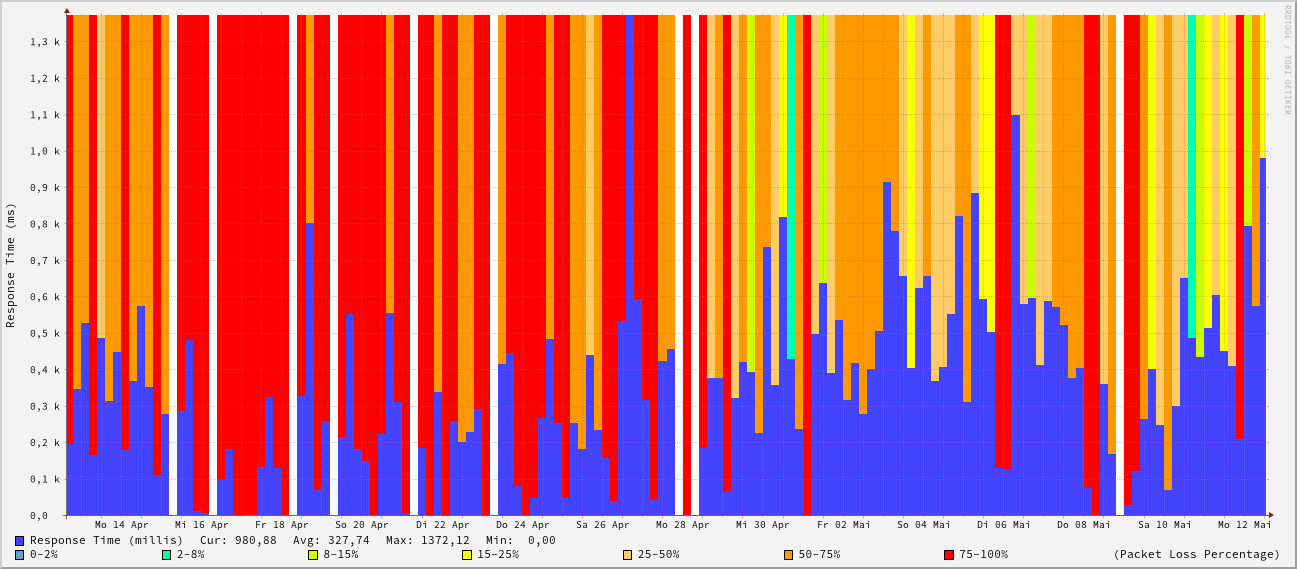 RRDTOOL / TOBI OETIKER
Response Time (ms)
1,3 k
1,2 k
1,1 k
1,0 k
0,9 k
0,8 k
0,7 k
0,6 k
0,5 k
0,4 k
0,3 k
0,2 k
0,1 k
0,0
Mo 14 Apr Mi 16 Apr Fr 18 Apr So 20 Apr Di 22 Apr Do 24 Apr Sa 26 Apr Mo 28 Apr Mi 30 Apr Fr 02 Mai So 04 Mai Di 06 Mai Do 08 Mai Sa 10 Mai Mo 12 Mai
Response Time (millis) Cur: 980,88 Avg: 327,74 Max: 1372,12 Min: 0,00
0-2% 2-8% 8-15% 15-25% 25-50% 50-75% 75-100% (Packet Loss Percentage)